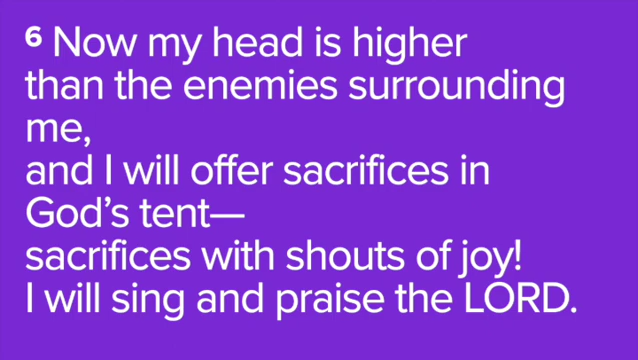 6 Now my head is higher
than the enemies surrounding
me,
and I will offer sacrifices in
God’s tent—
sacrifices with shouts of joy!
I will sing and praise the LORD.